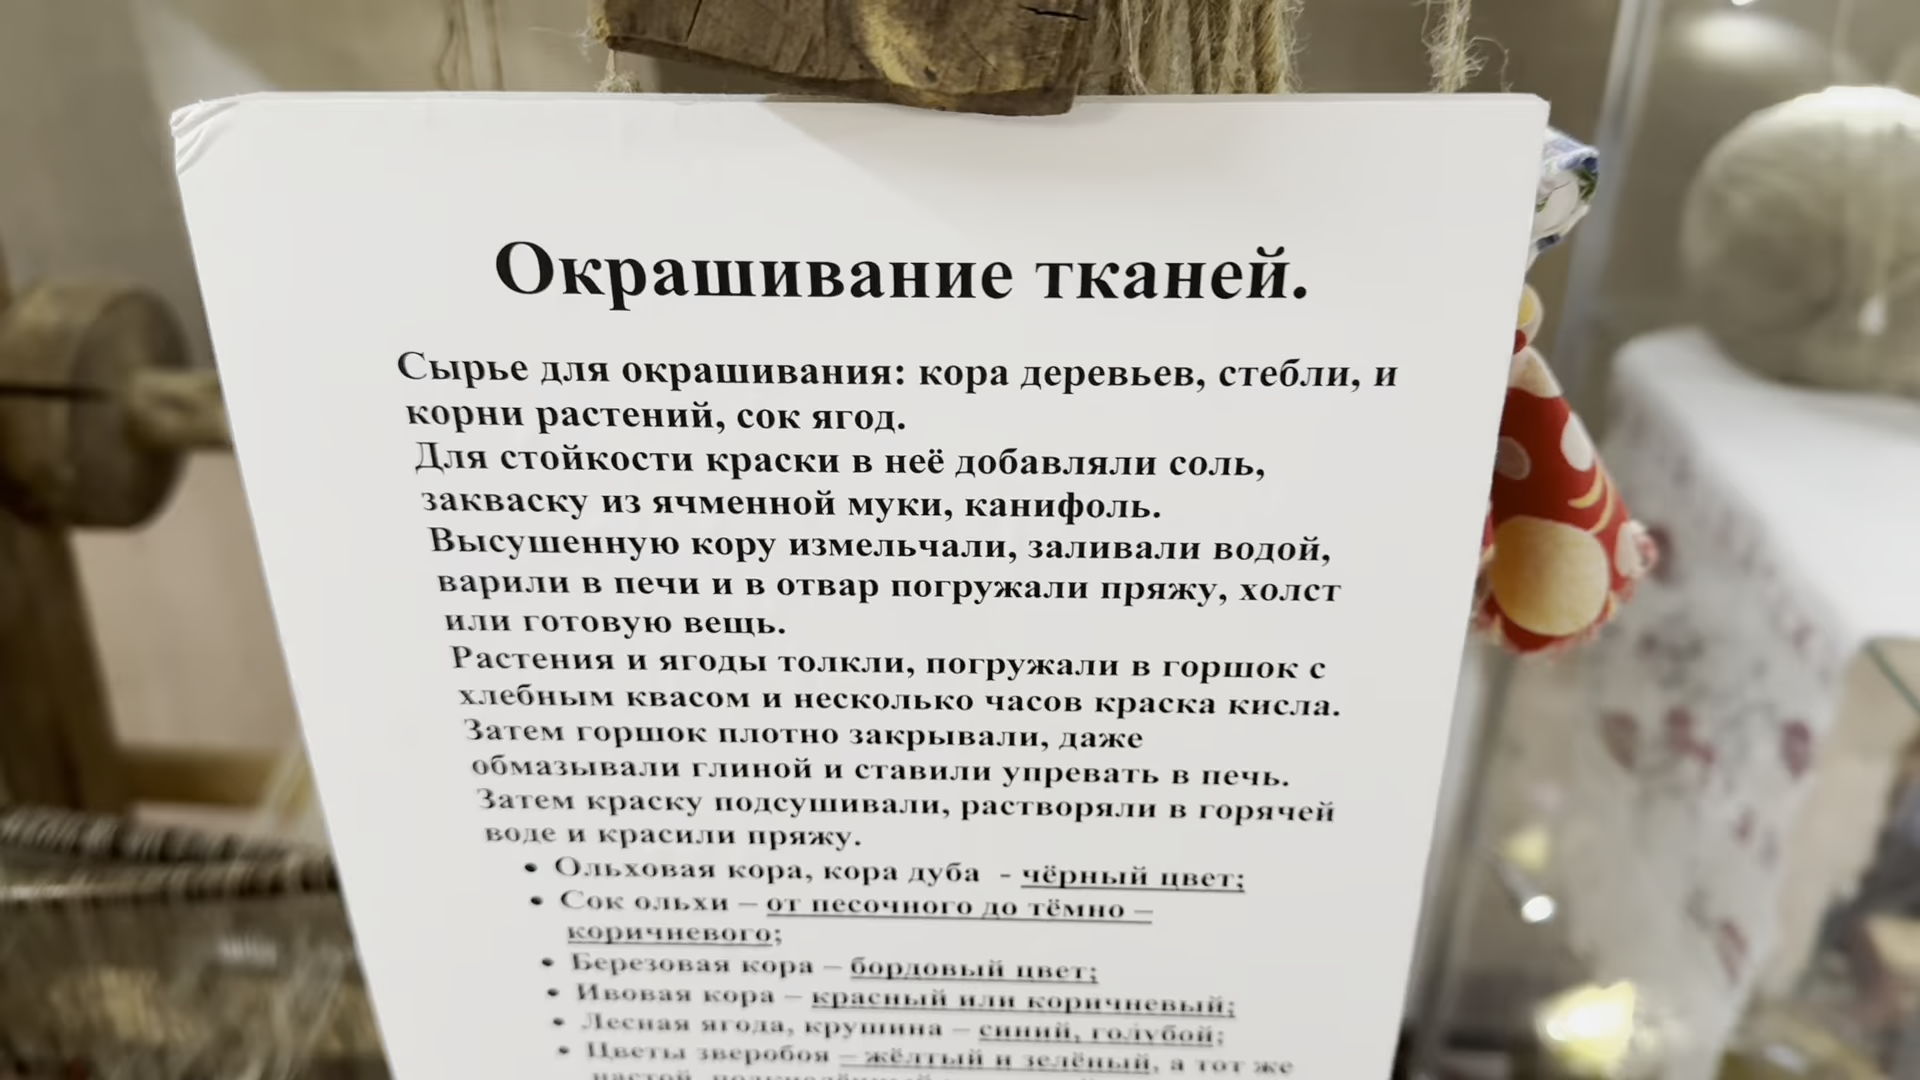 Окрашивание тканей.
Сырье для окрашивания: кора деревьев, стебли, и
корни растений, сок ягод.
Для стойкости краски в неё добавляли соль,
закваску из ячменной муки, канифоль.
Высушенную кору измельчали, заливали водой,
варили в печи и в отвар погружали пряжу, холст
или готовую вещь.
Растения и ягоды толкли, погружали в горшок с
хлебным квасом и несколько часов краска кисла.
Затем горшок плотно закрывали, даже
обмазывали глиной и ставили упревать в печь.
Затем краску подсушивали, растворяли в горячей
воде и красили пряжу.
• Ольховая кора, кора дуба - чёрный цвет;
• Сок ольхи – от песочного до тёмно –
коричневого;
• Березовая кора – бордовый цвет;
• Ивовая кора – красный или коричневый;
• Лесная ягода, крушина – синий, голубой;
• Цветы зверобоя – жёлтый и зелёный, а тот же